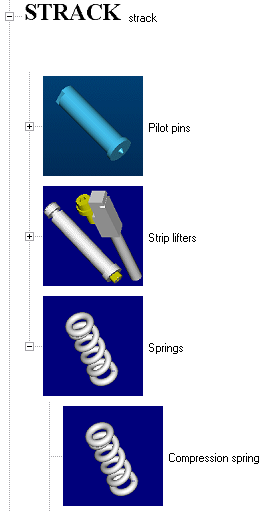 STRACK strack
Pilot pins
Strip lifters
Springs
Compression spring